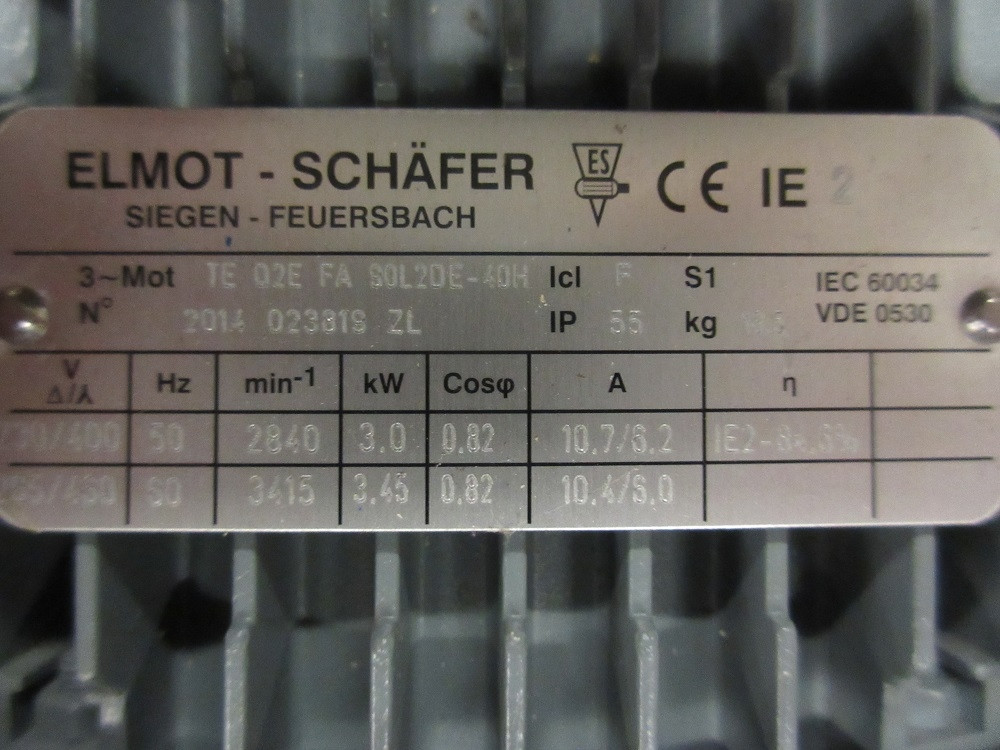 ELMOT - SCHÄFER ES CE IE 2
SIEGEN - FEUERSBACH
3~Mot TE 02E FA 90L2DE-40H Icl F S1 IEC 60034
N° 2014 ZL IP 55 kg VDE 0530
V Δ/⅄ Hz min-1 kW Cosφ A η
230/400 50 2840 3.0 0.82 10.7/6.2
60 3415 3.45 0.82 10.4/6.0